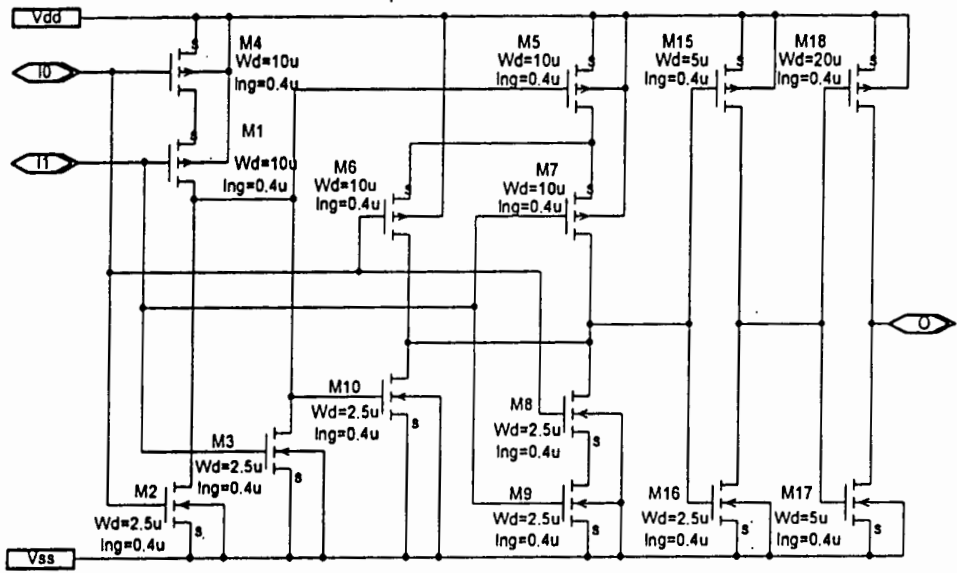 Vdd
I0
I1
M4
Wd=10u
lng=0.4u
M1
Wd=10u
lng=0.4u
M6
Wd=10u
lng=0.4u
M5
Wd=10u
lng=0.4u
M7
Wd=10u
lng=0.4u
M15
Wd=5u
lng=0.4u
M18
Wd=20u
lng=0.4u
s
s
s
s
s
s
s
O
M10
Wd=2.5u
lng=0.4u
s
M8
Wd=2.5u
lng=0.4u
s
M3
Wd=2.5u
lng=0.4u
s
M2
Wd=2.5u
lng=0.4u
s
M9
Wd=2.5u
lng=0.4u
s
M16
Wd=2.5u
lng=0.4u
s
M17
Wd=5u
lng=0.4u
s
Vss